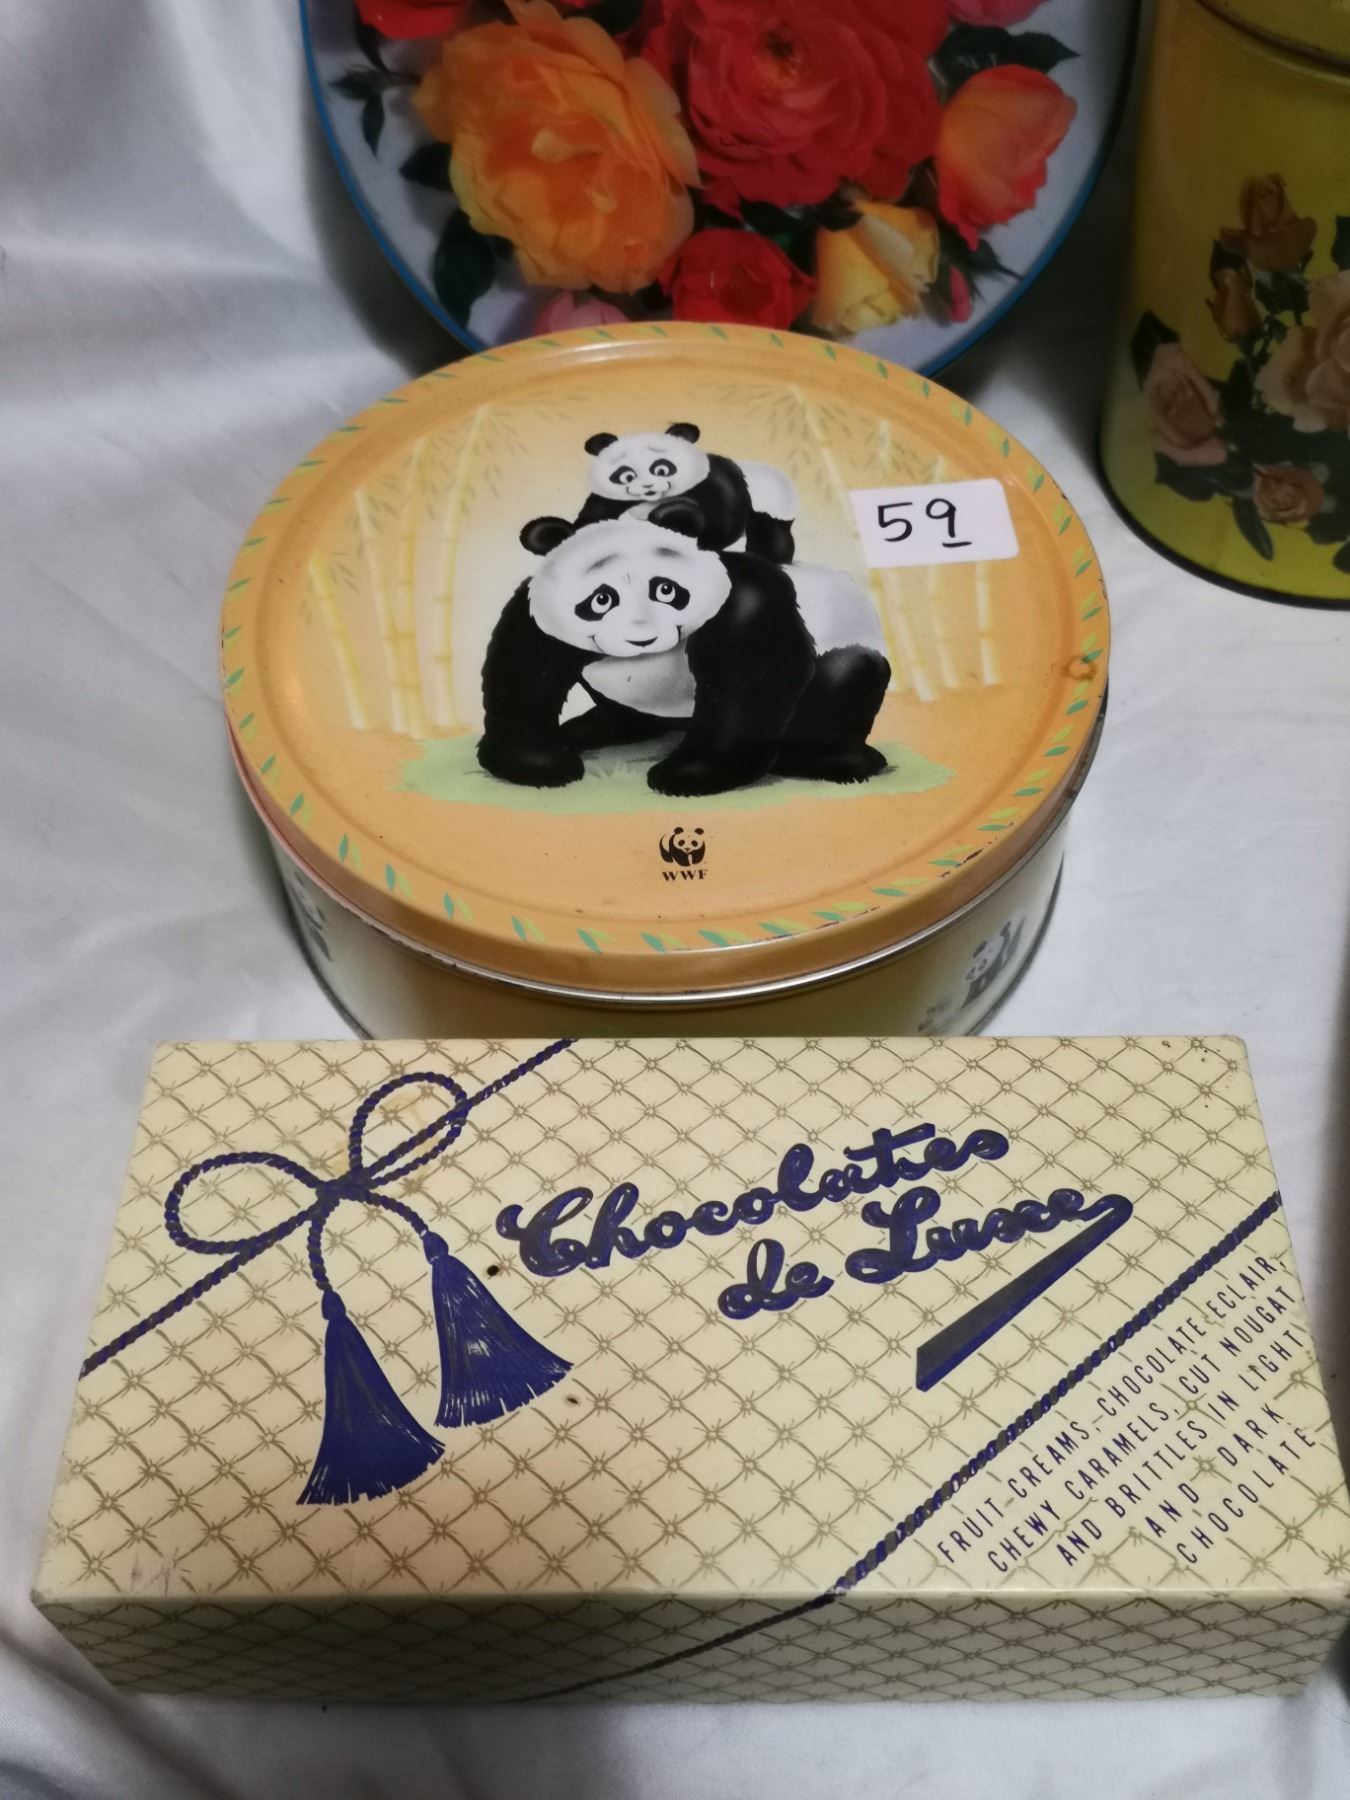 59
WWF
Chocolates
de Luxe
FRUIT CREAMS, CHOCOLATE ECLAIR,
CHEWY CARAMELS, CUT NOUGAT
AND BRITTLES IN LIGHT
AND DARK
CHOCOLATE